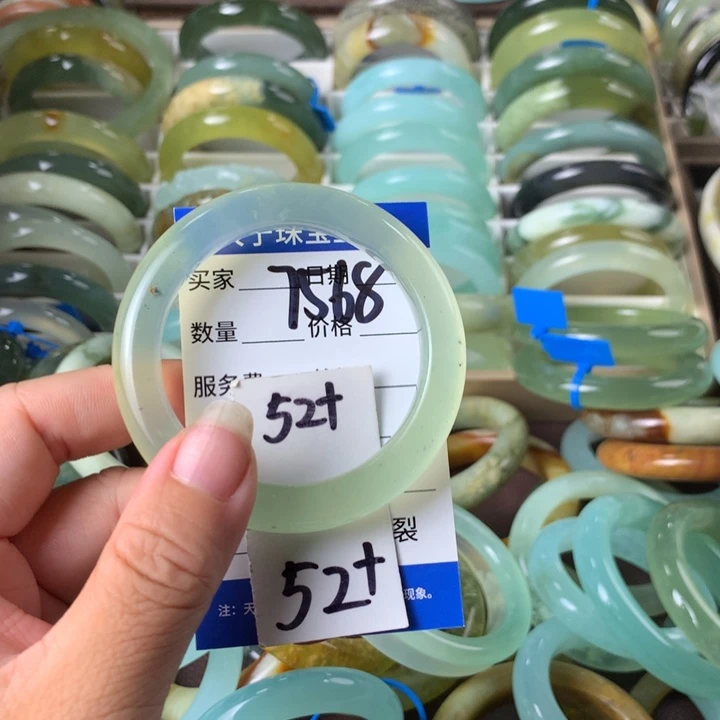 买家 日期
7568
数量 价格
服务费
52+
裂
52+
注：天 现象。